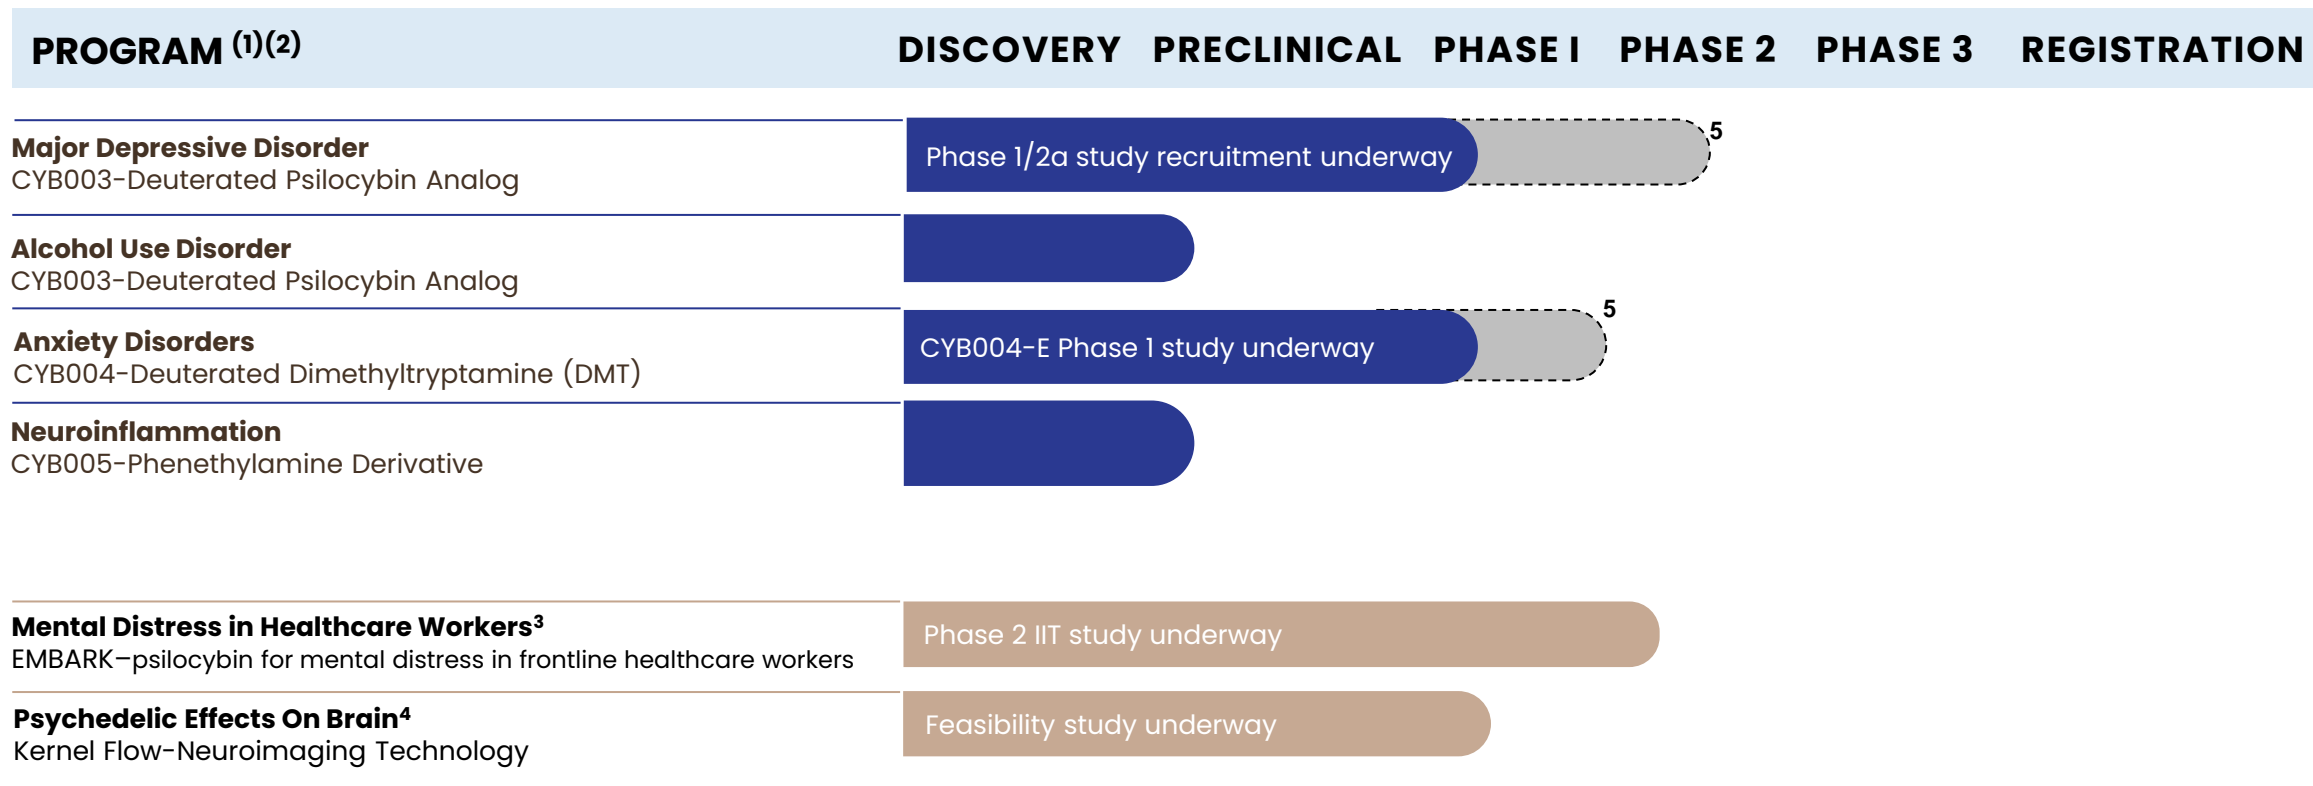 PROGRAM (1)(2) DISCOVERY PRECLINICAL PHASE I PHASE 2 PHASE 3 REGISTRATION
Major Depressive Disorder
CYB003-Deuterated Psilocybin Analog
Phase 1/2a study recruitment underway
5
Alcohol Use Disorder
CYB003-Deuterated Psilocybin Analog
Anxiety Disorders
CYB004-Deuterated Dimethyltryptamine (DMT)
CYB004-E Phase 1 study underway
5
Neuroinflammation
CYB005-Phenethylamine Derivative
Mental Distress in Healthcare Workers³
EMBARK–psilocybin for mental distress in frontline healthcare workers
Phase 2 IIT study underway
Psychedelic Effects On Brain⁴
Kernel Flow-Neuroimaging Technology
Feasibility study underway